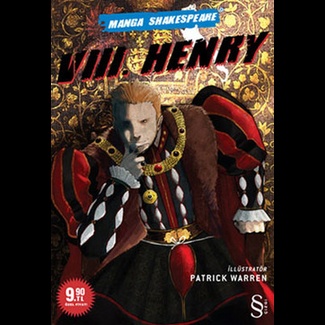 MANGA SHAKESPEARE
VIII. HENRY
İLLÜSTRATÖR
PATRICK WARREN
9.90
TL